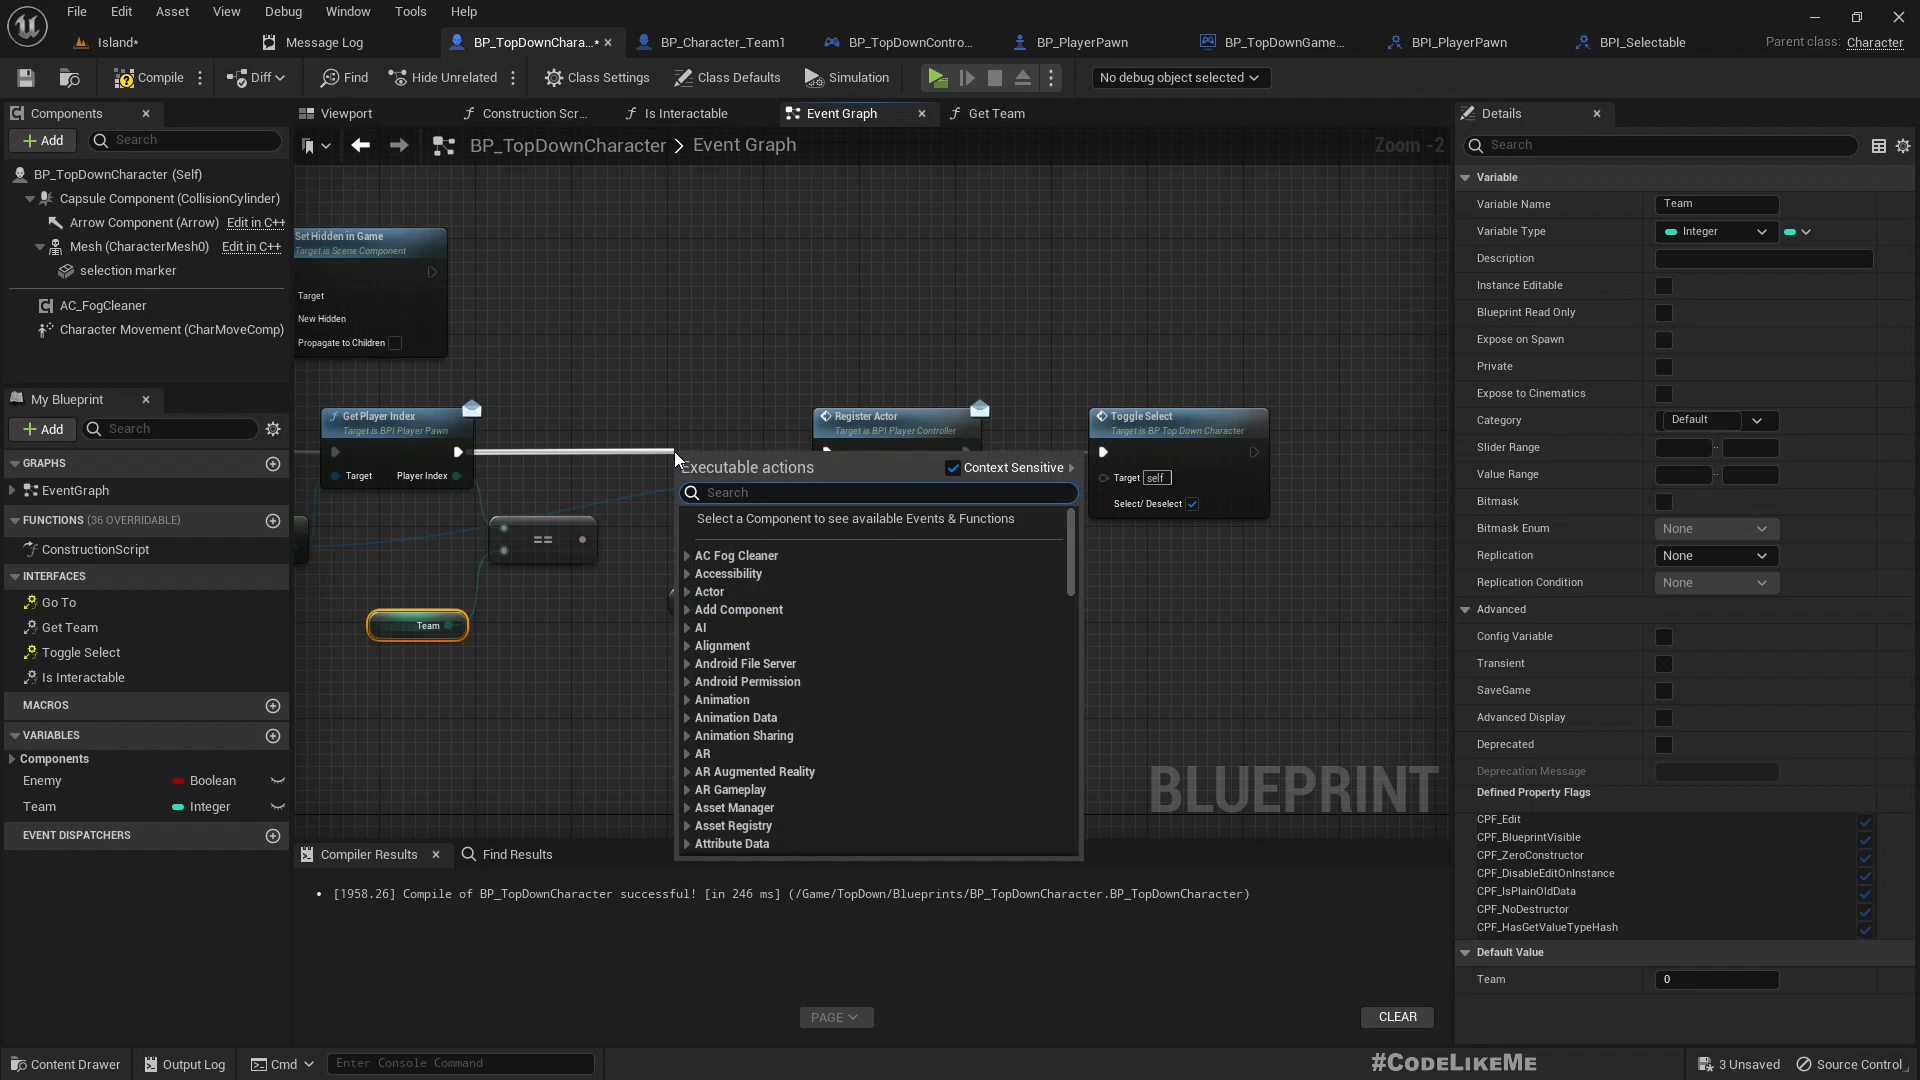 File Edit Asset View Debug Window Tools Help
Island* Message Log BP_TopDownChara...* BP_Character_Team1 BP_TopDownContro... BP_PlayerPawn BP_TopDownGame... BPI_PlayerPawn BPI_Selectable Parent class: Character
Compile Diff Find Hide Unrelated Class Settings Class Defaults Simulation No debug object selected
Components
Add Search
BP_TopDownCharacter (Self)
Capsule Component (CollisionCylinder)
Arrow Component (Arrow) Edit in C++
Mesh (CharacterMesh0) Edit in C++
selection marker
AC_FogCleaner
Character Movement (CharMoveComp)
My Blueprint
Add Search
GRAPHS
EventGraph
FUNCTIONS (36 OVERRIDABLE)
ConstructionScript
INTERFACES
Go To
Get Team
Toggle Select
Is Interactable
MACROS
VARIABLES
Components
Enemy Boolean
Team Integer
EVENT DISPATCHERS
Viewport Construction Scr... Is Interactable Event Graph Get Team
BP_TopDownCharacter > Event Graph
Zoom -2
Set Hidden in Game
Target is Scene Component
Target
New Hidden
Propagate to Children
Get Player Index
Target is BPI Player Pawn
Target Player Index
==
Team
Register Actor
Target is BPI Player Controller
Toggle Select
Target is BP Top Down Character
Target self
Select/ Deselect
Executable actions Context Sensitive
Search
Select a Component to see available Events & Functions
AC Fog Cleaner
Accessibility
Actor
Add Component
AI
Alignment
Android File Server
Android Permission
Animation
Animation Data
Animation Sharing
AR
AR Augmented Reality
AR Gameplay
Asset Manager
Asset Registry
Attribute Data
BLUEPRINT
Compiler Results Find Results
[1958.26] Compile of BP_TopDownCharacter successful! [in 246 ms] (/Game/TopDown/Blueprints/BP_TopDownCharacter.BP_TopDownCharacter)
PAGE CLEAR
Details
Search
Variable
Variable Name Team
Variable Type Integer
Description
Instance Editable
Blueprint Read Only
Expose on Spawn
Private
Expose to Cinematics
Category Default
Slider Range
Value Range
Bitmask
Bitmask Enum None
Replication None
Replication Condition None
Advanced
Config Variable
Transient
SaveGame
Advanced Display
Deprecated
Deprecation Message
Defined Property Flags
CPF_Edit
CPF_BlueprintVisible
CPF_ZeroConstructor
CPF_DisableEditOnInstance
CPF_IsPlainOldData
CPF_NoDestructor
CPF_HasGetValueTypeHash
Default Value
Team 0
Content Drawer Output Log Cmd Enter Console Command #CODELIKEME 3 Unsaved Source Control